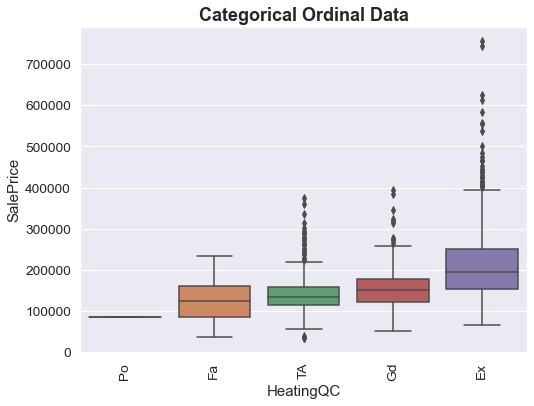 Categorical Ordinal Data
SalePrice
700000
600000
500000
400000
300000
200000
100000
0
Po
Fa
TA
Gd
Ex
HeatingQC